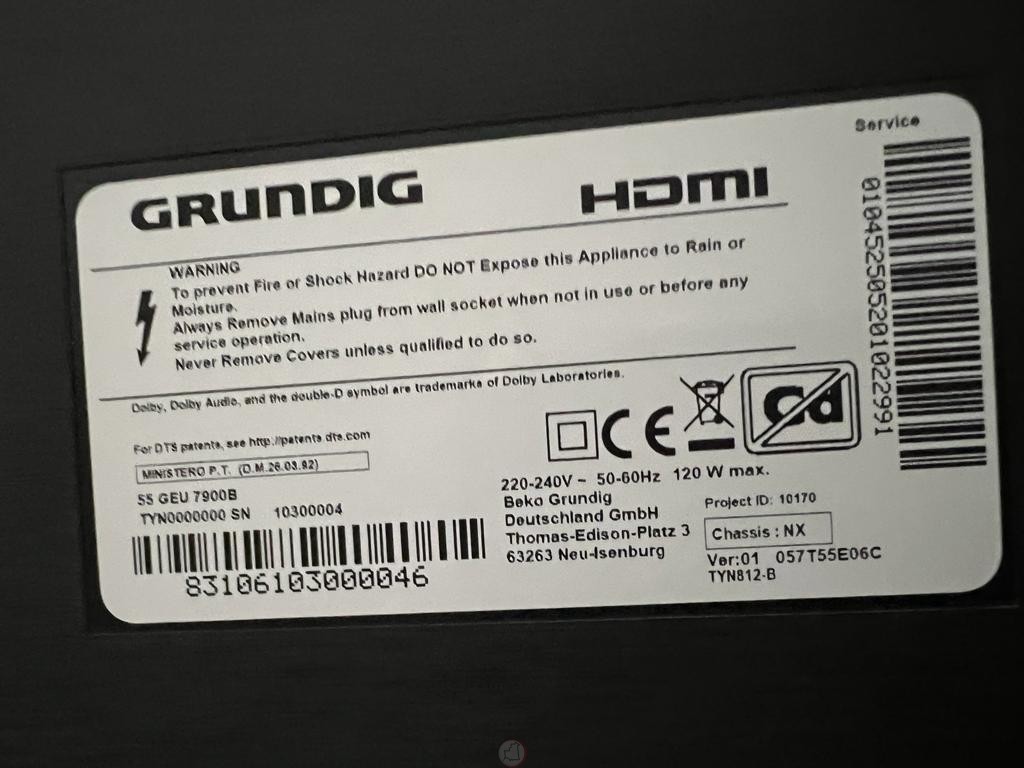 Service
GRUNDIG HDMI
WARNING
To prevent Fire or Shock Hazard DO NOT Expose this Appliance to Rain or
Moisture.
Always Remove Mains plug from wall socket when not in use or before any
service operation.
Never Remove Covers unless qualified to do so.
Dolby, Dolby Audio, and the double-D symbol are trademarks of Dolby Laboratories.
For DTS patents, see http://patents.dts.com
MINISTERO P.T. (D.M.26.03.92)
55 GEU 7900B
TYN0000000 SN 10300004
83106103000046
CE
Cd
220-240V ~ 50-60Hz 120 W max.
Beko Grundig
Deutschland GmbH
Thomas-Edison-Platz 3
63263 Neu-Isenburg
Project ID: 10170
Chassis : NX
Ver:01 057T55E06C
TYN812-B
010452505201022991